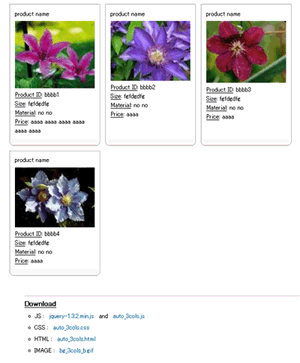 product name
Product ID: bbbb1
Size: fefdedfe
Material: no no
Price: aaaa aaaa aaaa aaaa
aaaa aaaa
product name
Product ID: bbbb2
Size: fefdedfe
Material: no no
Price: aaaa
product name
Product ID: bbbb3
Size: fefdedfe
Material: no no
Price: aaaa
product name
Product ID: bbbb4
Size: fefdedfe
Material: no no
Price: aaaa
Download
JS : jquery-1.3.2.min.js and auto_3cols.js
CSS : auto_3cols.css
HTML : auto_3cols.html
IMAGE : bg_3cols_b.gif